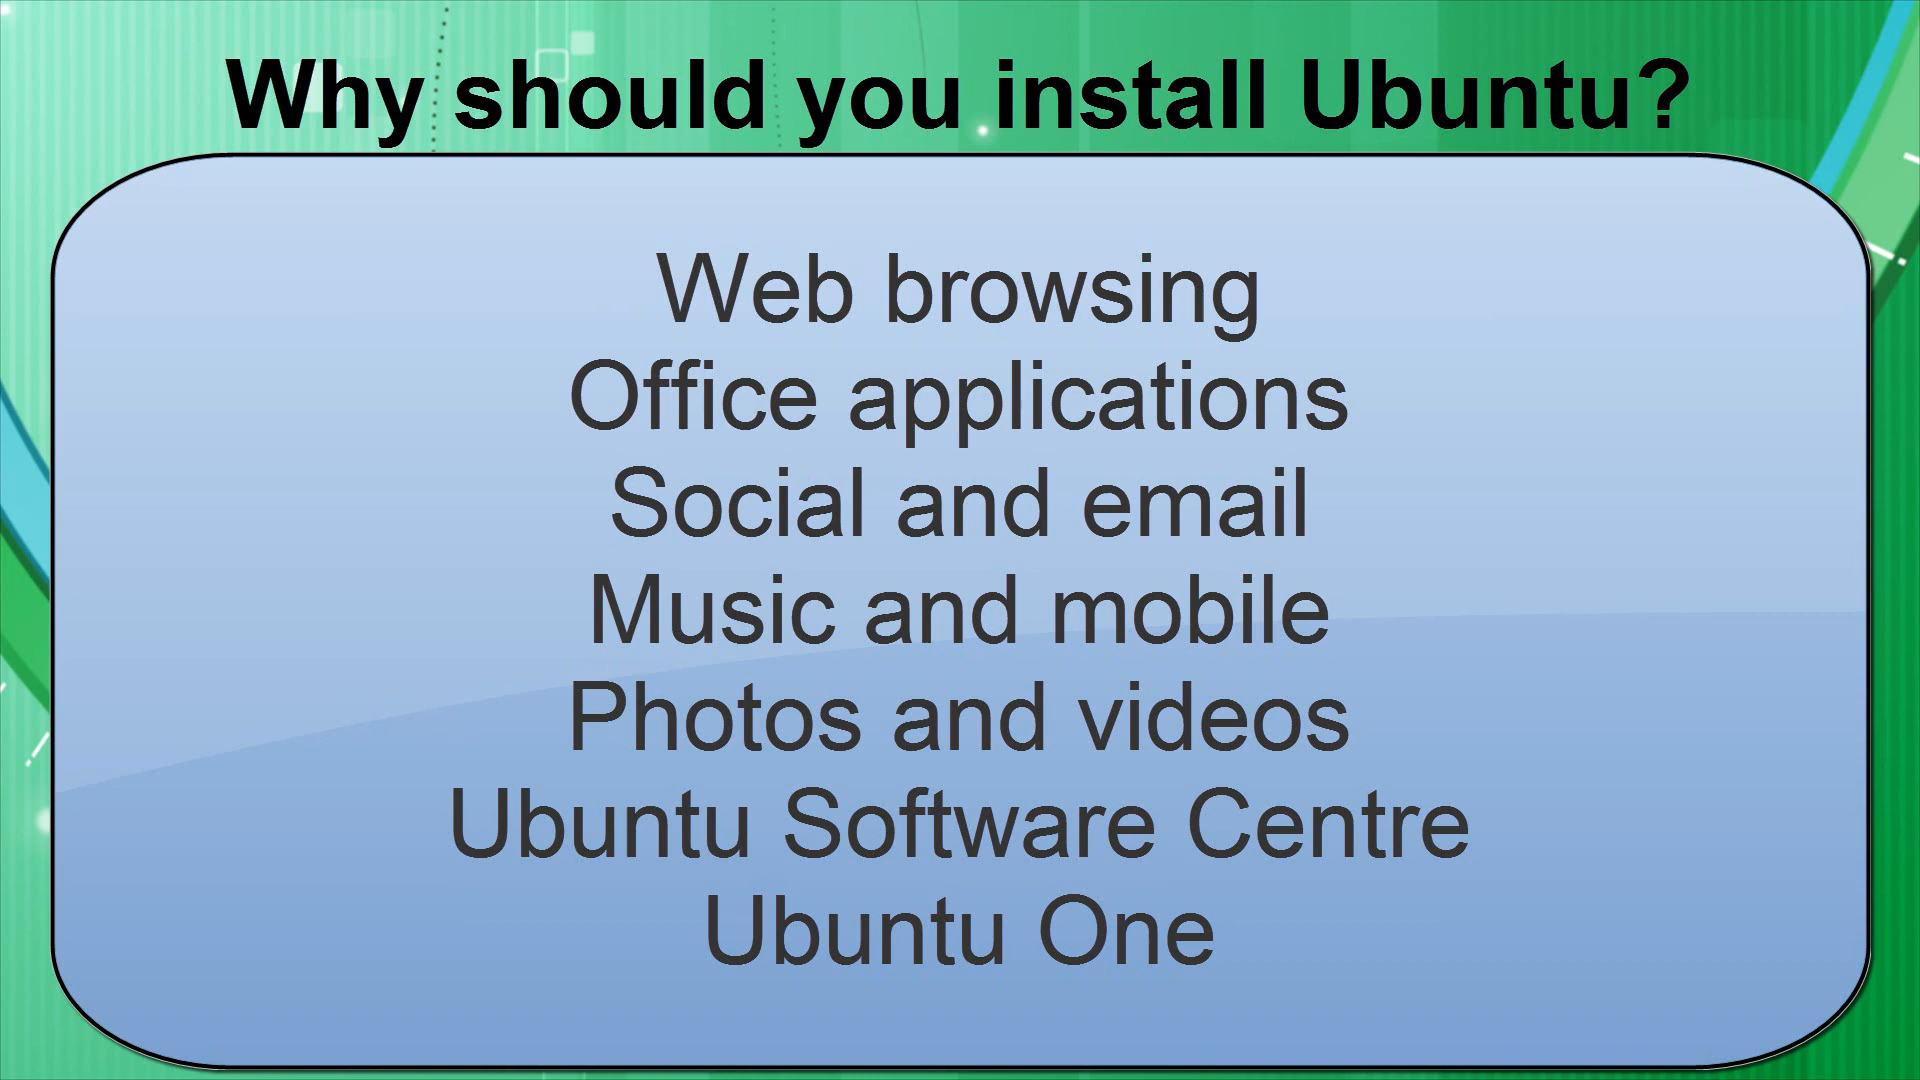 Why should you install Ubuntu?
Web browsing
Office applications
Social and email
Music and mobile
Photos and videos
Ubuntu Software Centre
Ubuntu One